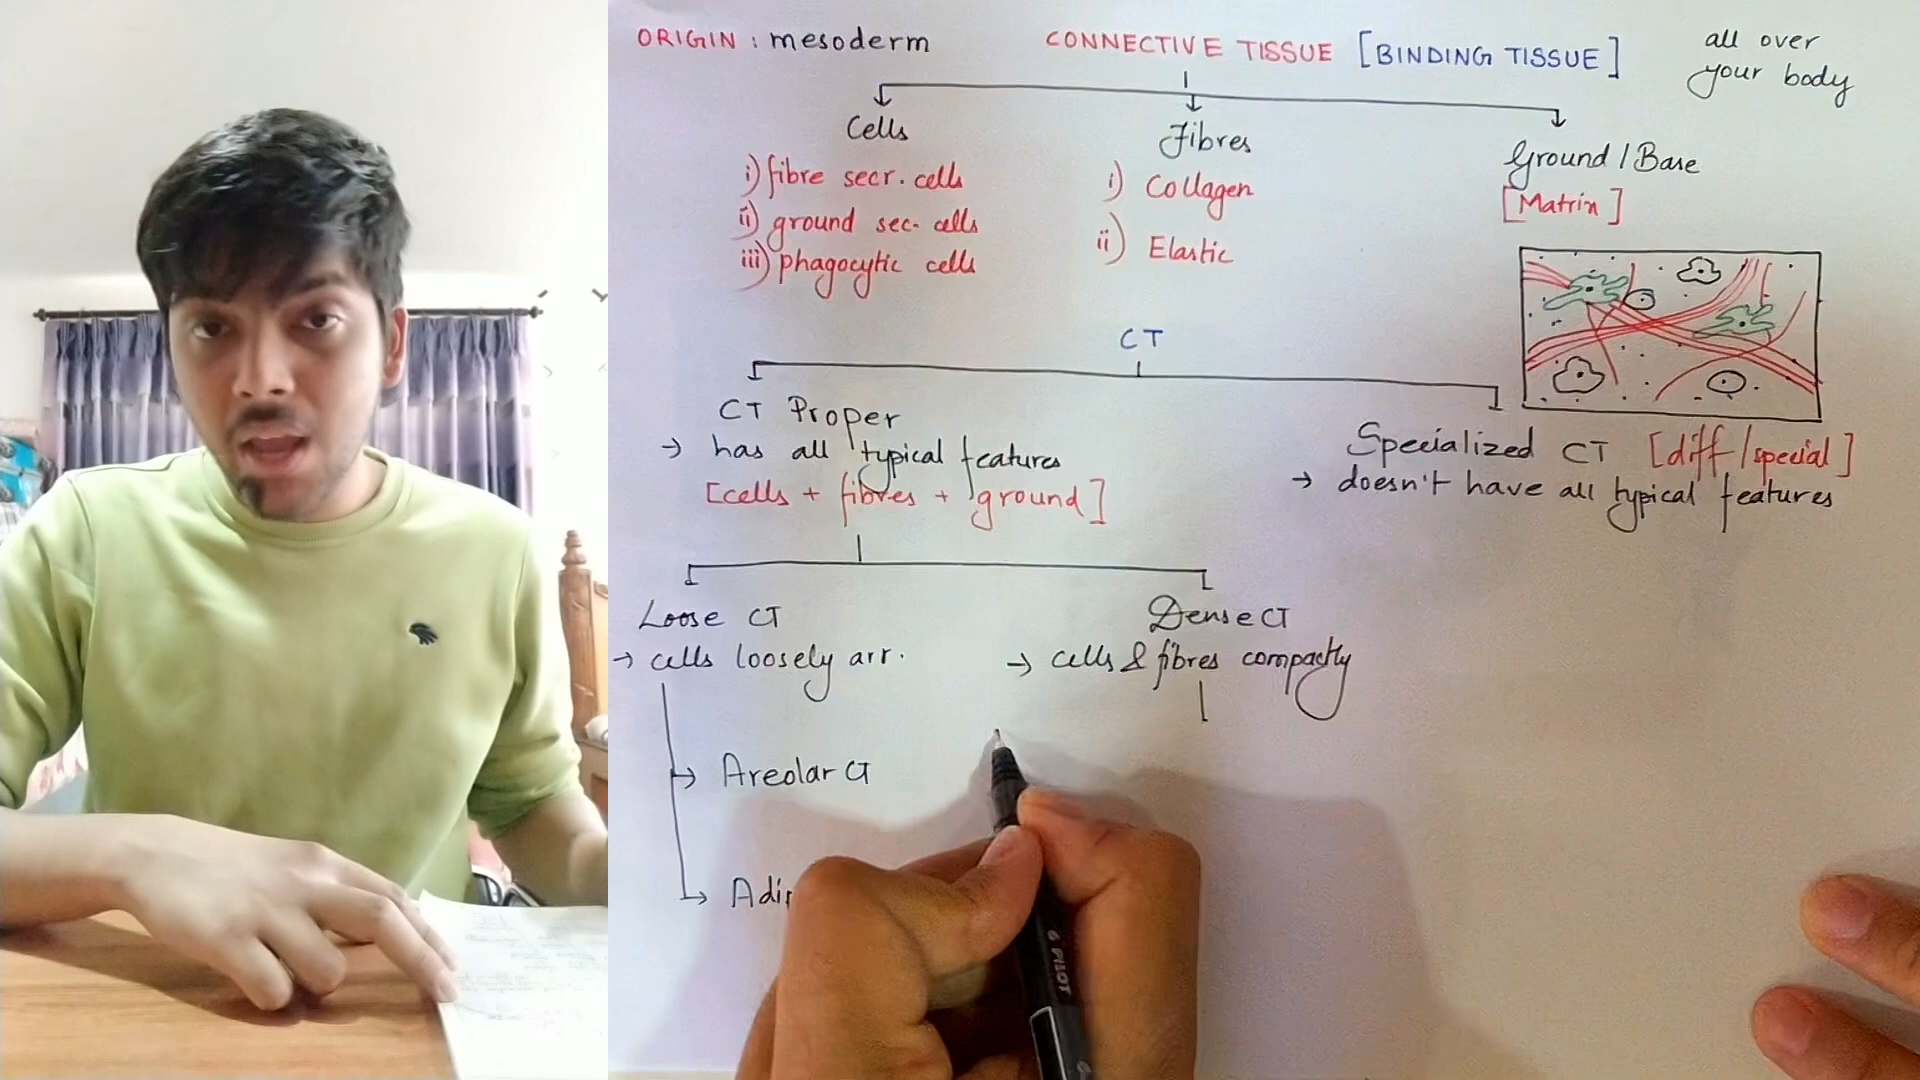 ORIGIN : mesoderm
CONNECTIVE TISSUE [BINDING TISSUE]
all over
your body
Cells
i) fibre secr. cells
ii) ground sec. cells
iii) phagocytic cells
Fibres
i) Collagen
ii) Elastic
Ground / Base
[Matrix]
CT
CT Proper
→ has all typical features
[cells + fibres + ground]
Specialized CT [diff/special]
→ doesn't have all typical features
Loose CT
→ cells loosely arr.
Dense CT
→ cells & fibres compactly
→ Areolar CT
→ Adip
PILOT